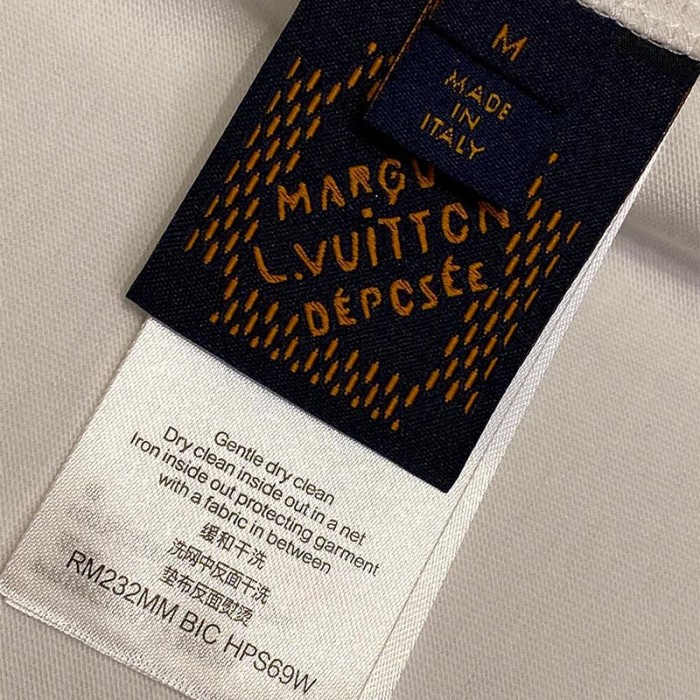 M
MADE
IN
ITALY
MARQU
L.VUITTON
DÉPOSÉE
Gentle dry clean
Dry clean inside out in a net
Iron inside out protecting garment
with a fabric in between
缓和干洗
洗网中反面干洗
垫布反面熨烫
RM232MM BIC HPS69W